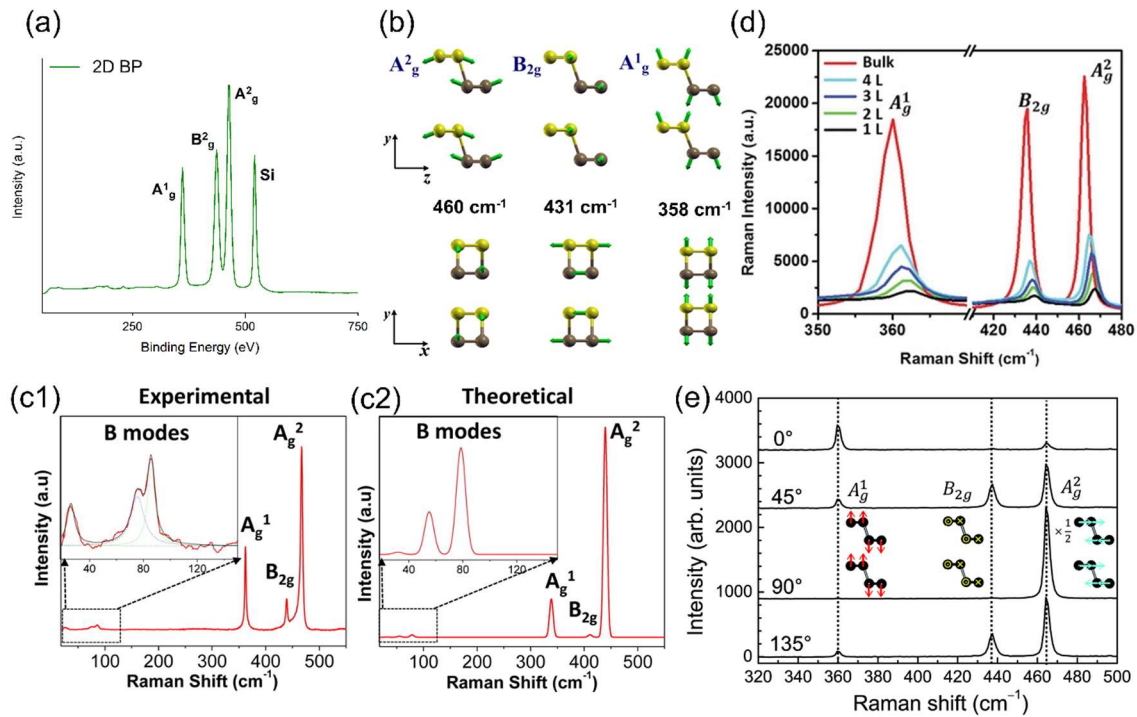 (a)
2D BP
Intensity (a.u.)
A¹g
B²g
A²g
Si
250
500
750
Binding Energy (eV)
(b)
A²g
B2g
A¹g
y
z
460 cm⁻¹
431 cm⁻¹
358 cm⁻¹
y
x
(d)
Raman Intensity (a.u.)
25000
20000
15000
10000
5000
0
Bulk
4 L
3 L
2 L
1 L
A¹g
B2g
A²g
350
360
420
440
460
480
Raman Shift (cm⁻¹)
(c1)
Experimental
Intensity (a.u)
B modes
40
80
120
Ag¹
B2g
Ag²
100
200
300
400
500
Raman Shift (cm⁻¹)
(c2)
Theoretical
Intensity (a.u)
B modes
40
80
120
Ag¹
B2g
Ag²
100
200
300
400
500
Raman Shift (cm⁻¹)
(e)
Intensity (arb. units)
4000
3000
2000
1000
0
0°
45°
90°
135°
A¹g
B2g
A²g
×½
320
340
360
380
400
420
440
460
480
500
Raman shift (cm⁻¹)